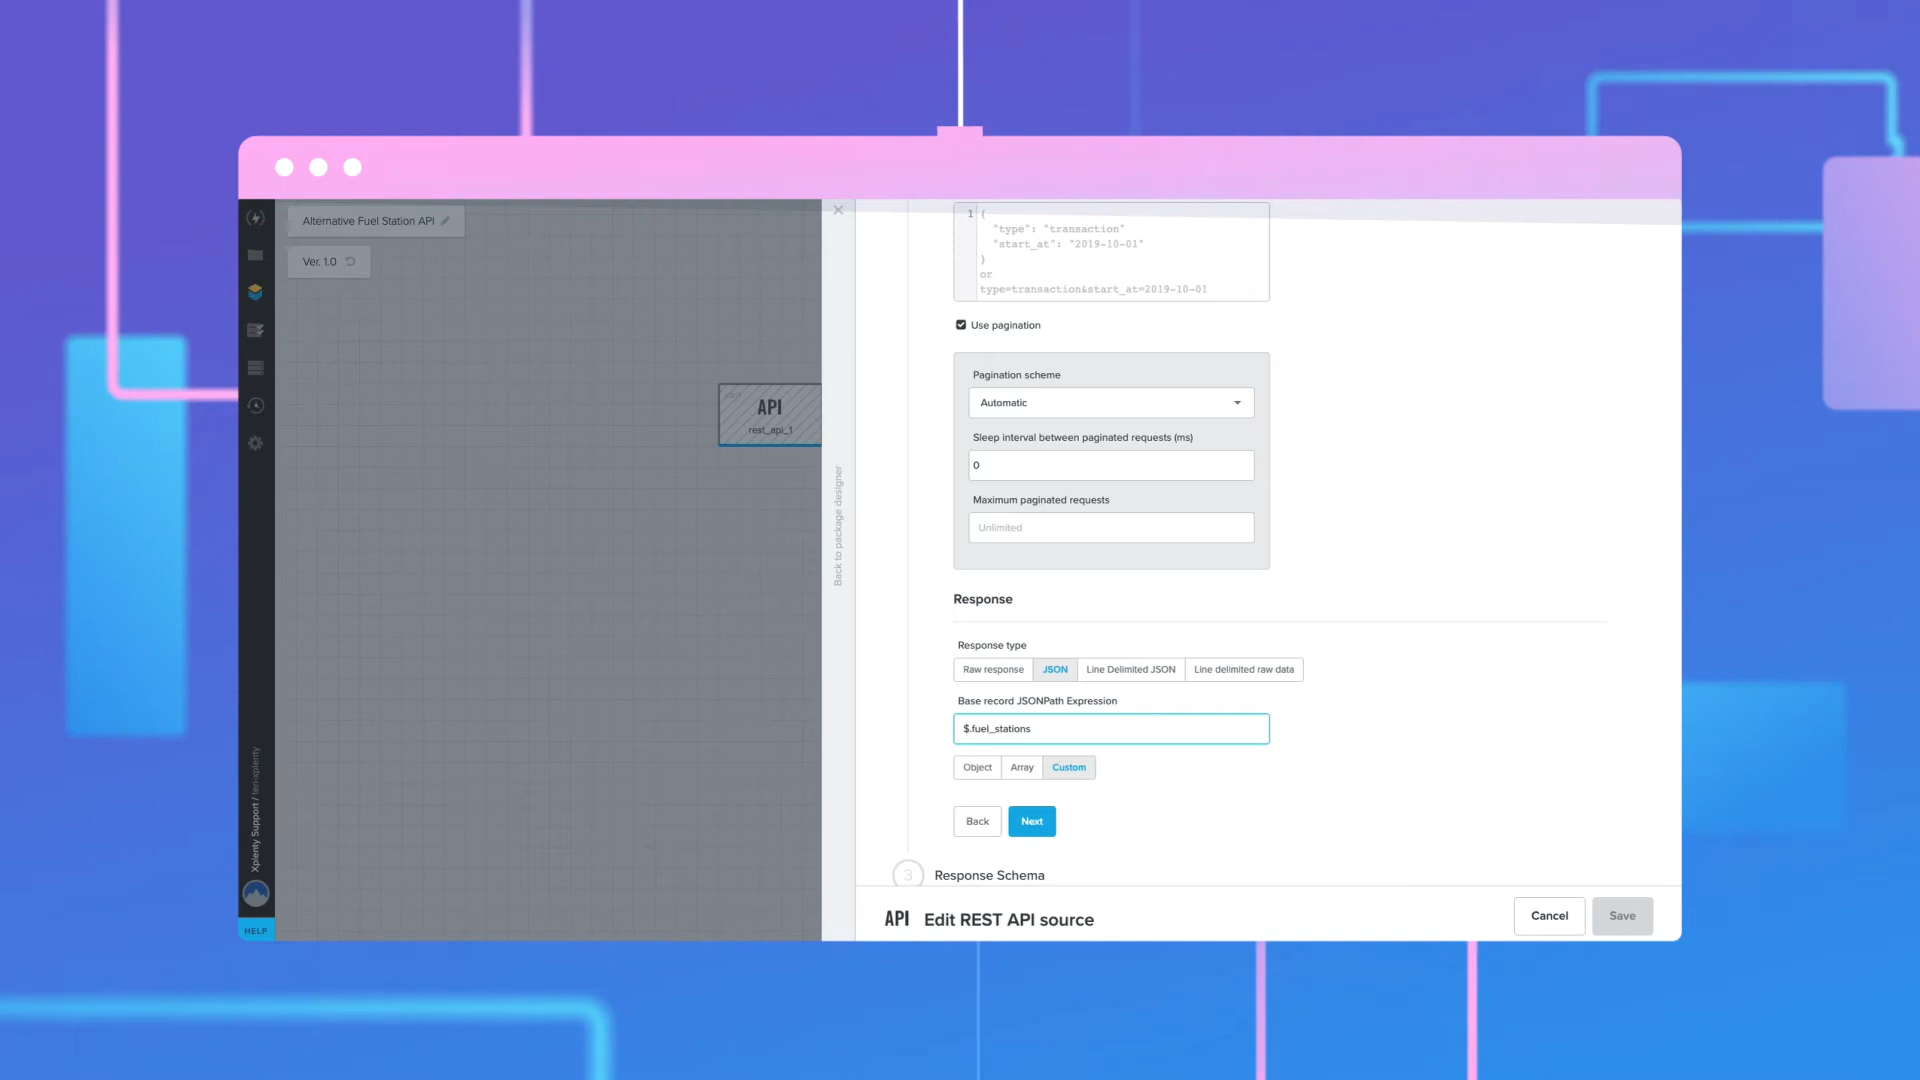 Alternative Fuel Station API
Ver. 1.0
API
rest_api_1
Xplenty Support / teri-xplenty
HELP
Back to package designer
1 {
"type": "transaction"
"start_at": "2019-10-01"
}
or
type=transaction&start_at=2019-10-01
Use pagination
Pagination scheme
Automatic
Sleep interval between paginated requests (ms)
0
Maximum paginated requests
Unlimited
Response
Response type
Raw response JSON Line Delimited JSON Line delimited raw data
Base record JSONPath Expression
$.fuel_stations
Object Array Custom
Back Next
3 Response Schema
API Edit REST API source
Cancel Save